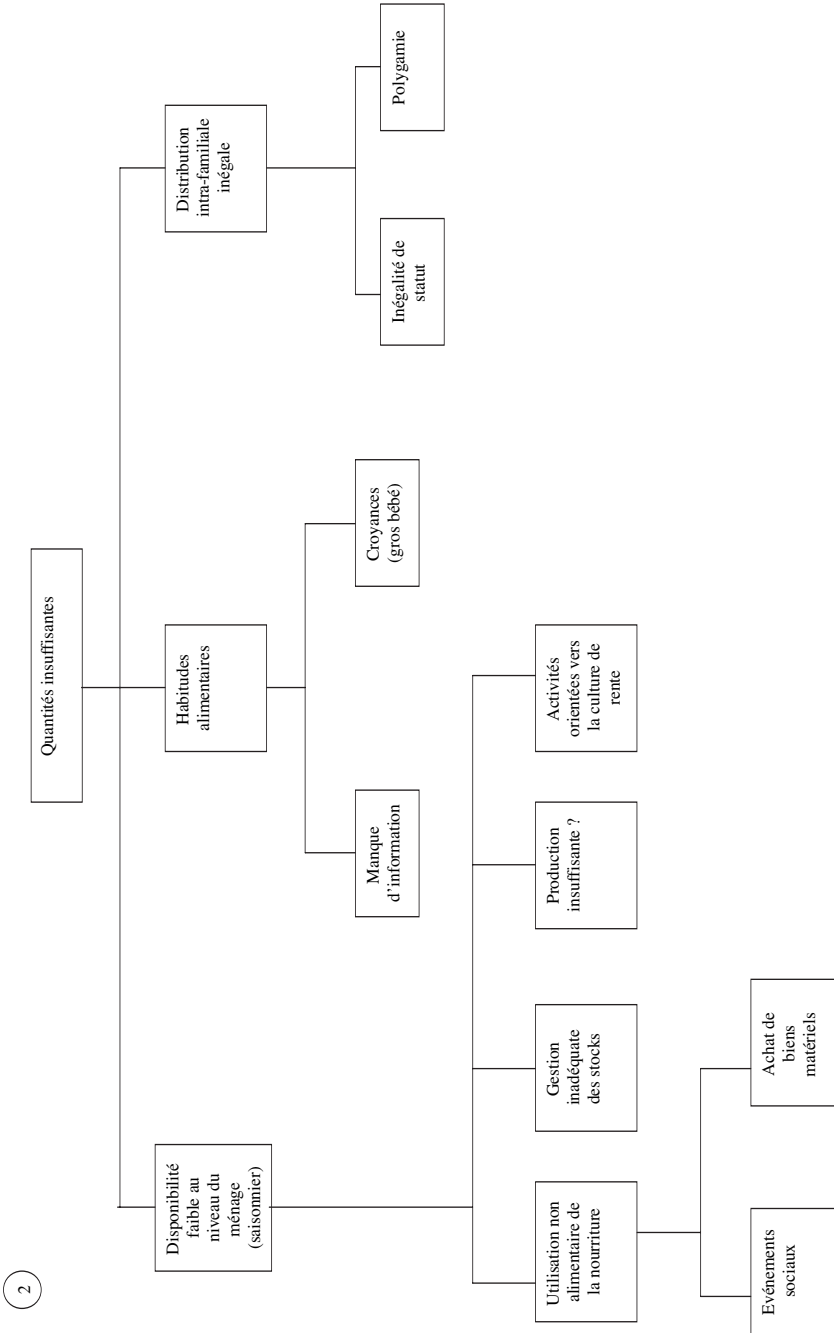 2
Quantités insuffisantes
Disponibilité
faible au
niveau du
ménage
(saisonnier)
Habitudes
alimentaires
Distribution
intra-familiale
inégale
Manque
d’information
Croyances
(gros bébé)
Inégalité de
statut
Polygamie
Utilisation non
alimentaire de
la nourriture
Gestion
inadéquate
des stocks
Production
insuffisante ?
Activités
orientées vers
la culture de
rente
Evénements
sociaux
Achat de
biens
matériels